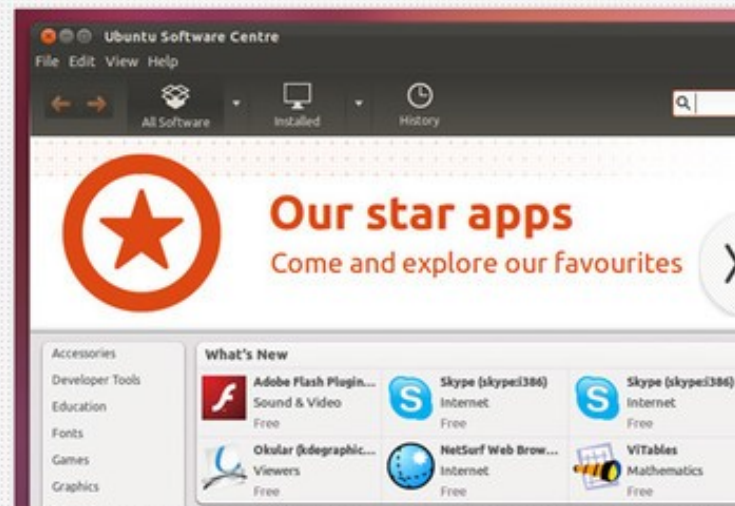 Ubuntu Software Centre
File Edit View Help
All Software Installed History
Our star apps
Come and explore our favourites
Accessories
Developer Tools
Education
Fonts
Games
Graphics
What's New
Adobe Flash Plugin...
Sound & Video
Free
Skype (skype:i386)
Internet
Free
Skype (skype:i386)
Internet
Free
Okular (kdegraphic...
Viewers
Free
NetSurf Web Brow...
Internet
Free
ViTables
Mathematics
Free